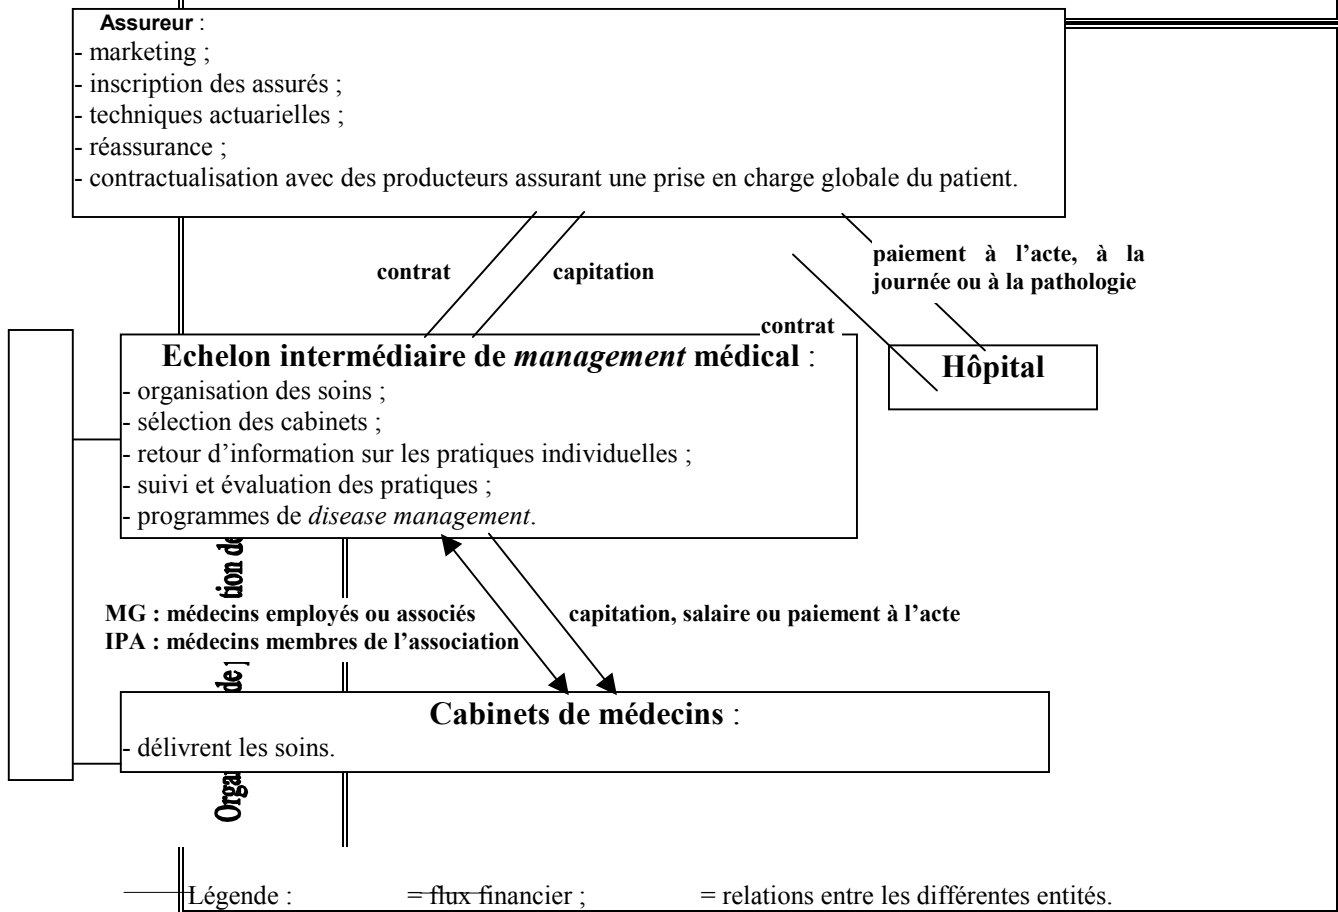 Assureur :
- marketing ;
- inscription des assurés ;
- techniques actuarielles ;
- réassurance ;
- contractualisation avec des producteurs assurant une prise en charge globale du patient.
contrat
capitation
paiement à l’acte, à la
journée ou à la pathologie
contrat
Echelon intermédiaire de management médical :
- organisation des soins ;
- sélection des cabinets ;
- retour d’information sur les pratiques individuelles ;
- suivi et évaluation des pratiques ;
- programmes de disease management.
Hôpital
MG : médecins employés ou associés
IPA : médecins membres de l’association
capitation, salaire ou paiement à l’acte
Cabinets de médecins :
- délivrent les soins.
Légende : = flux financier ; = relations entre les différentes entités.